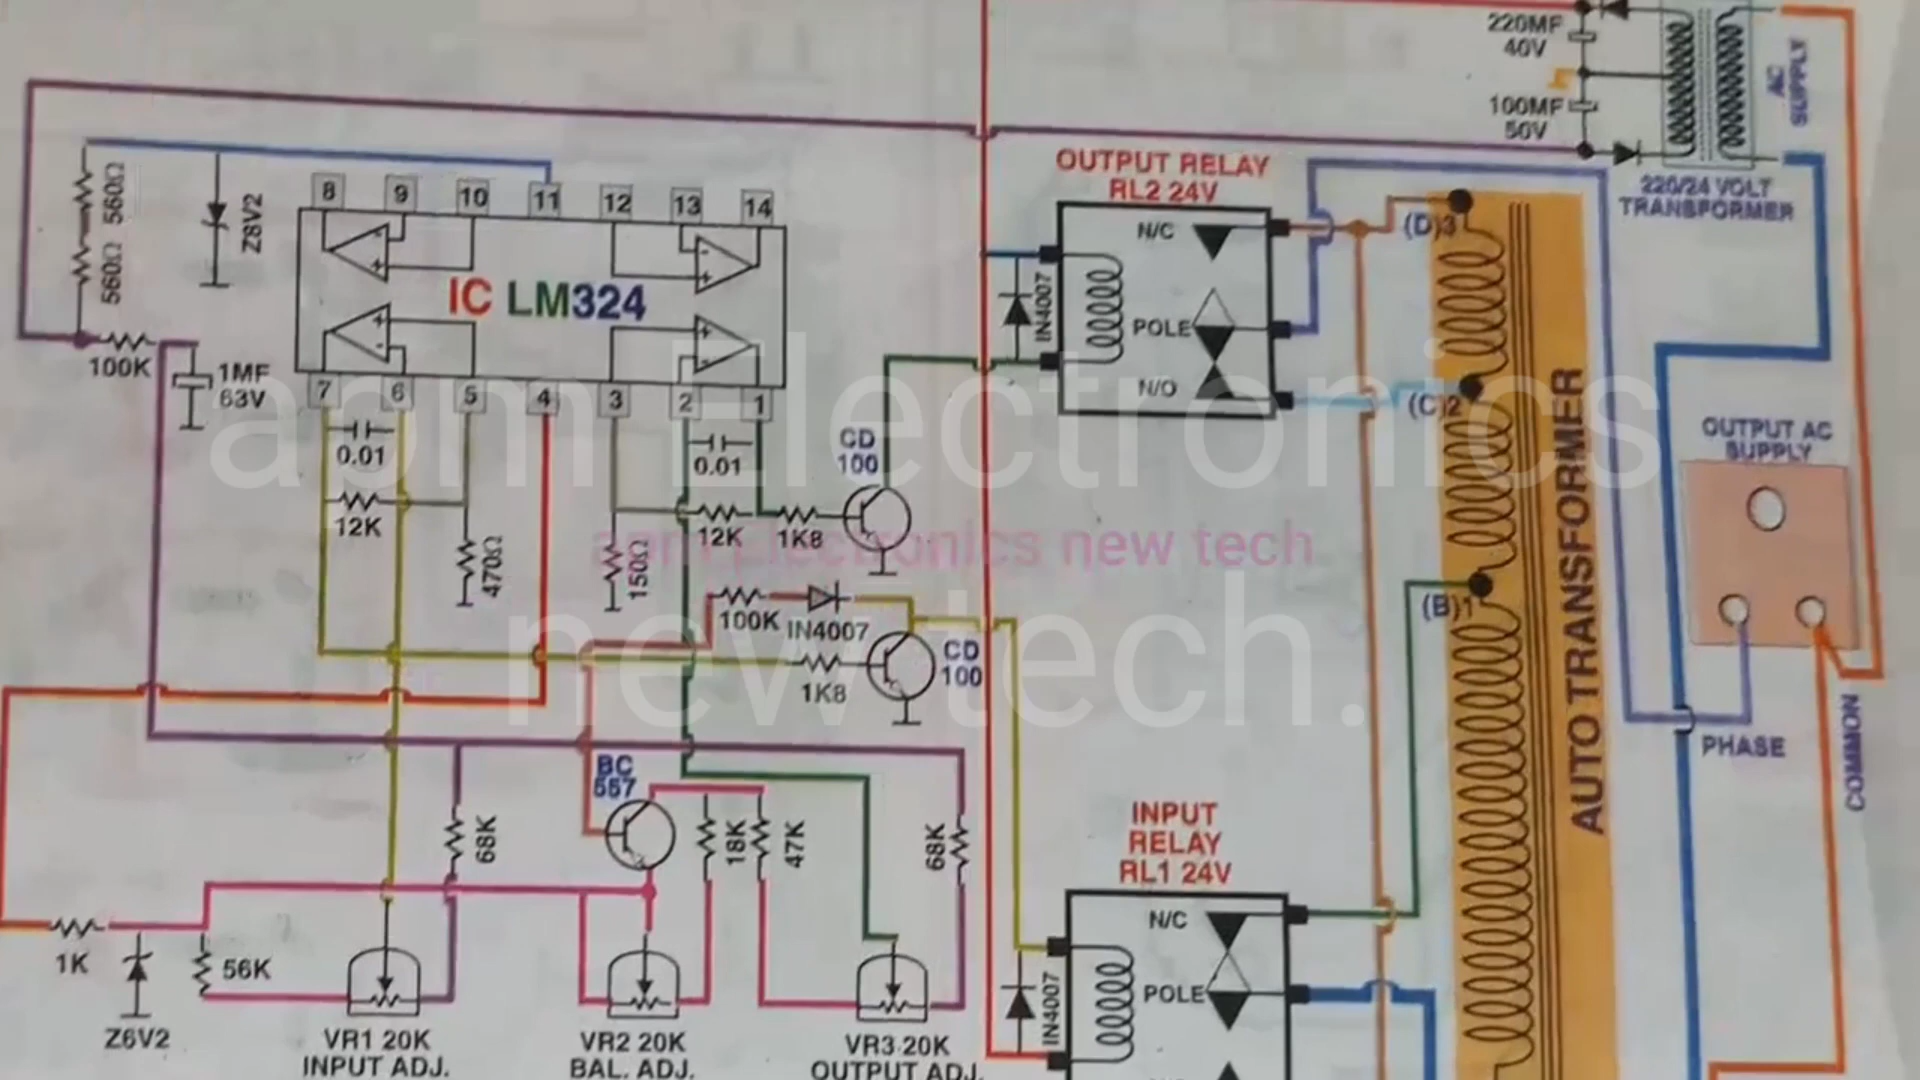 220MF
40V
AC
SUPPLY
100MF
50V
OUTPUT RELAY
RL2 24V
220/24 VOLT
TRANSFORMER
8
9
10
11
12
13
14
560Ω
560Ω
Z8V2
IC LM324
N/C
IN4007
POLE
N/O
(D)3
100K
1MF
63V
7
6
5
4
3
2
1
(C)2
0.01
0.01
CD
100
OUTPUT AC
SUPPLY
apm Electronics
new tech.
12K
470Ω
150Ω
12K
1K8
apm Electronics new tech
AUTO TRANSFORMER
100K
IN4007
(B)1
1K8
CD
100
PHASE
COMMON
BC
557
68K
18K
47K
68K
INPUT
RELAY
RL1 24V
N/C
1K
56K
IN4007
POLE
Z6V2
VR1 20K
INPUT ADJ.
VR2 20K
BAL. ADJ.
VR3 20K
OUTPUT ADJ.